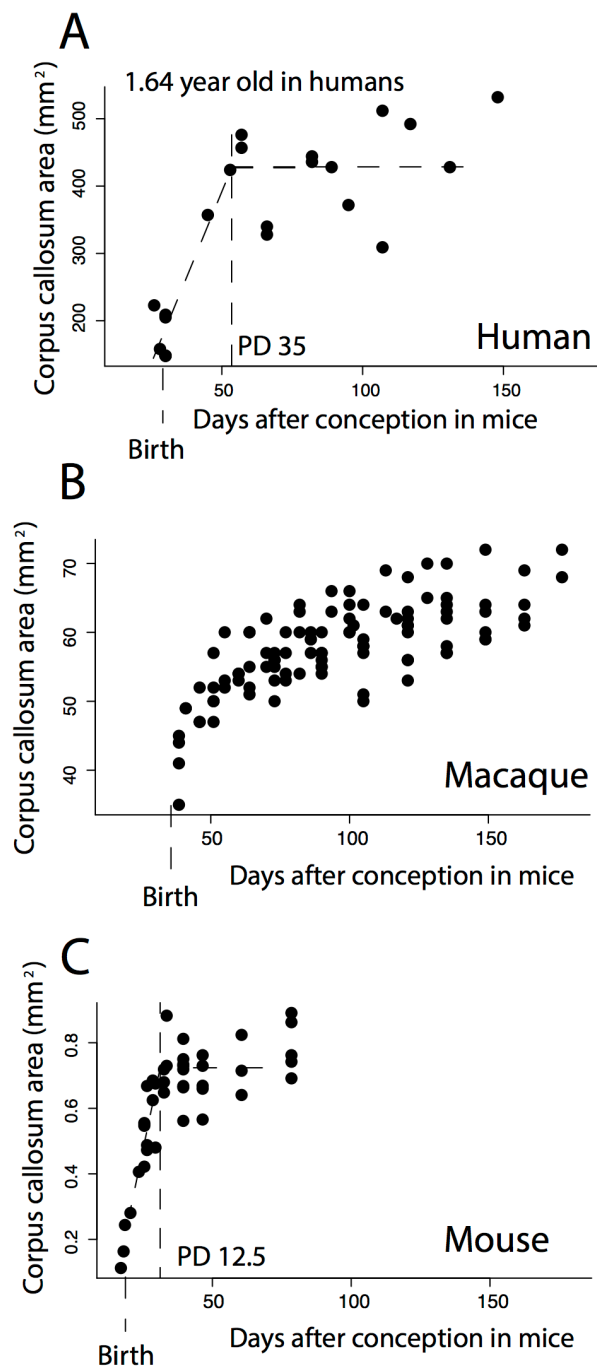 A
1.64 year old in humans
Corpus callosum area (mm²)
500
400
300
200
PD 35
Human
50
100
150
Days after conception in mice
Birth
B
Corpus callosum area (mm²)
70
60
50
40
Macaque
50
100
150
Days after conception in mice
Birth
C
Corpus callosum area (mm²)
0.8
0.6
0.4
0.2
PD 12.5
Mouse
50
100
150
Days after conception in mice
Birth